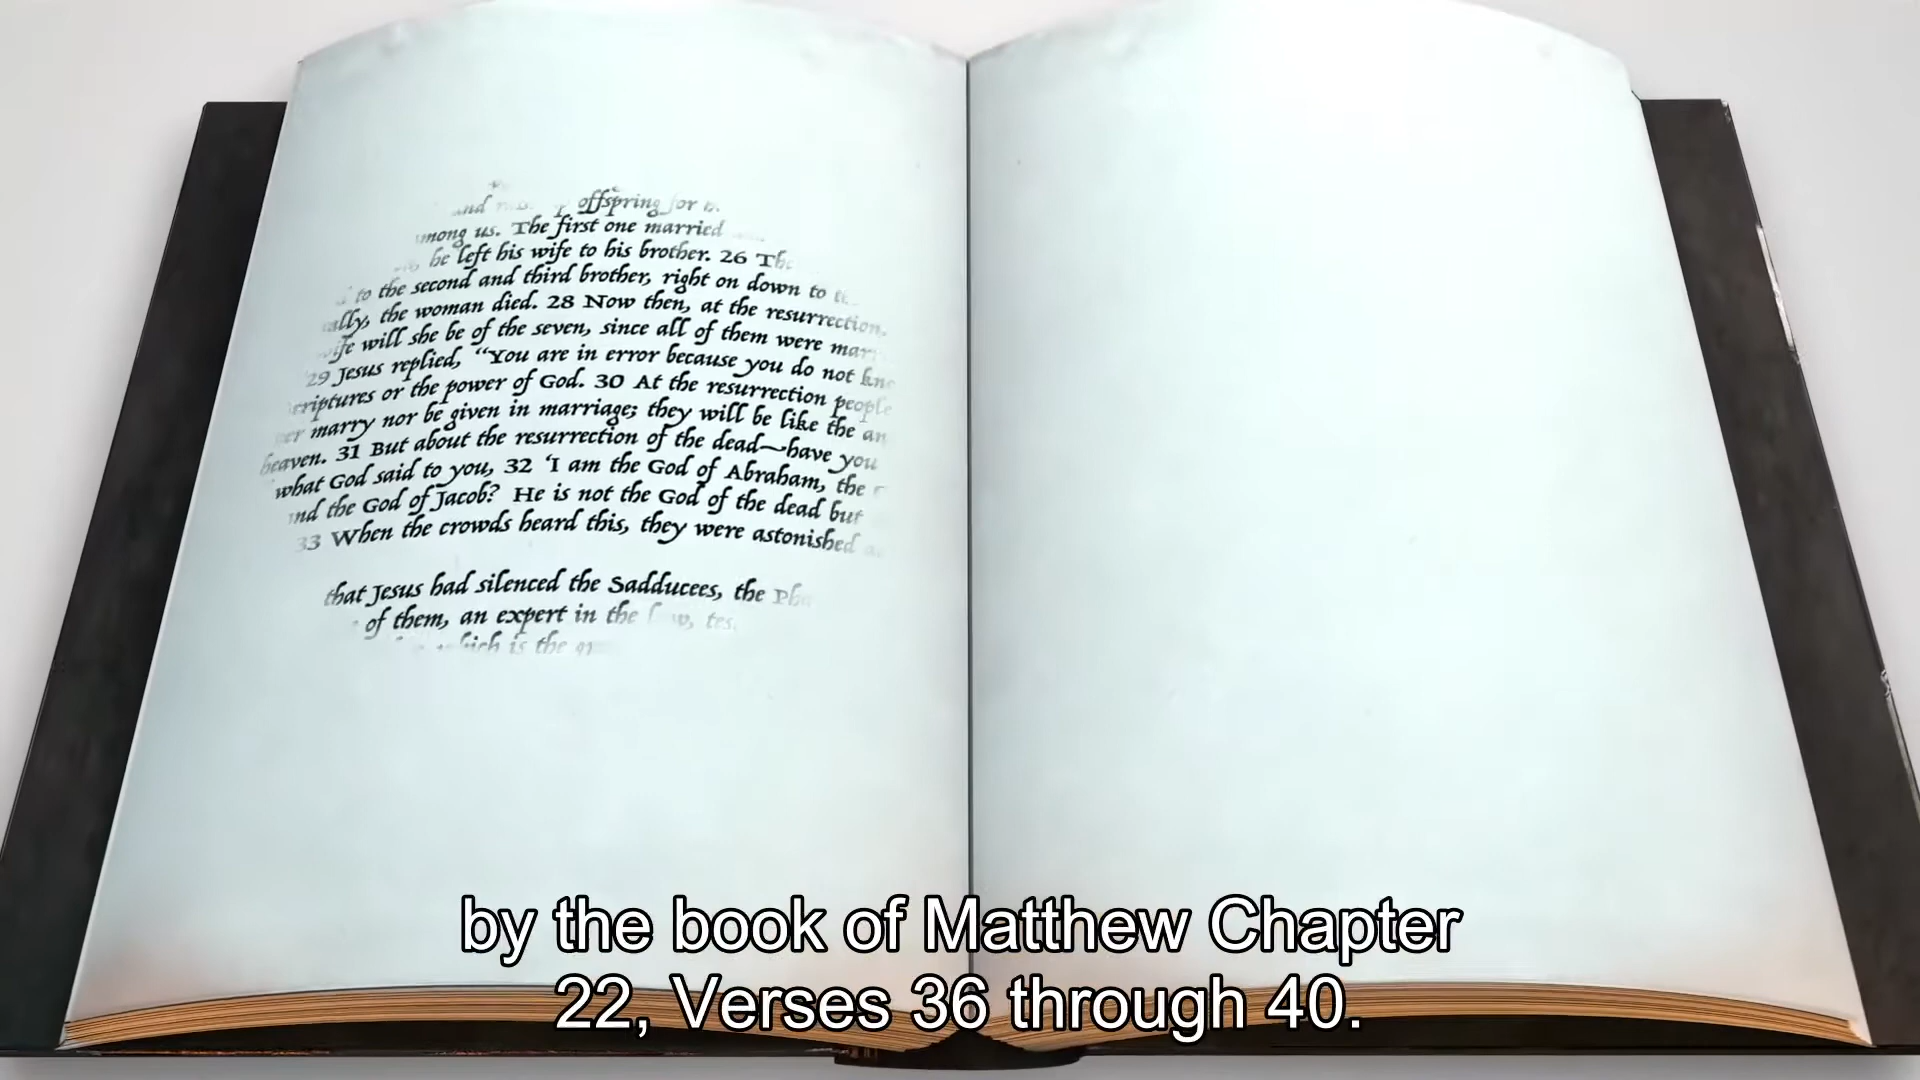 and offspring for
among us. The first one married
he left his wife to his brother. 26
to the second and third brother, right on down to
the woman died. 28 Now then, at the resurrection,
will she be of the seven, since all of them were
29 Jesus replied, “You are in error because you do not
or the power of God. 30 At the resurrection people
marry nor be given in marriage; they will be like the
heaven. 31 But about the resurrection of the dead—have you
what God said to you, 32 ‘I am the God of Abraham, the
the God of Jacob? He is not the God of the dead but
33 When the crowds heard this, they were astonished
that Jesus had silenced the Sadducees, the
of them, an expert in the
which is the
by the book of Matthew Chapter
22, Verses 36 through 40.